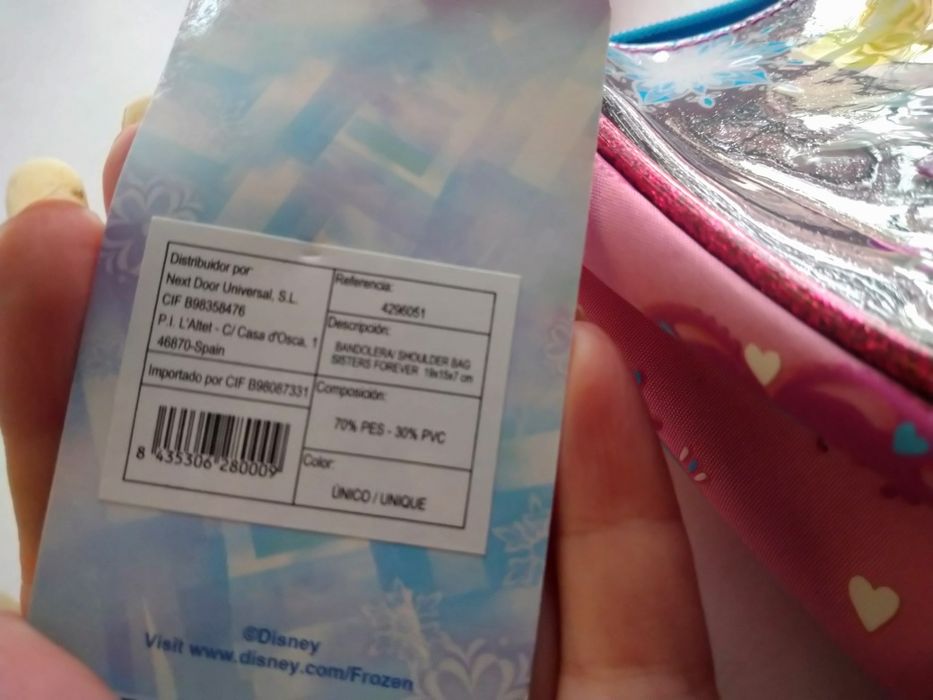 Distribuidor por:
Next Door Universal, S.L.
CIF B98358476
P.I. L'Altet - C/ Casa d'Osca, 1
46870-Spain
Importado por CIF B98087331
8 435306 280009
Referencia:
4296051
Descripción:
BANDOLERA/ SHOULDER BAG
SISTERS FOREVER 19x15x7 cm
Composición:
70% PES - 30% PVC
Color:
ÚNICO / UNIQUE
©Disney
Visit www.disney.com/Frozen